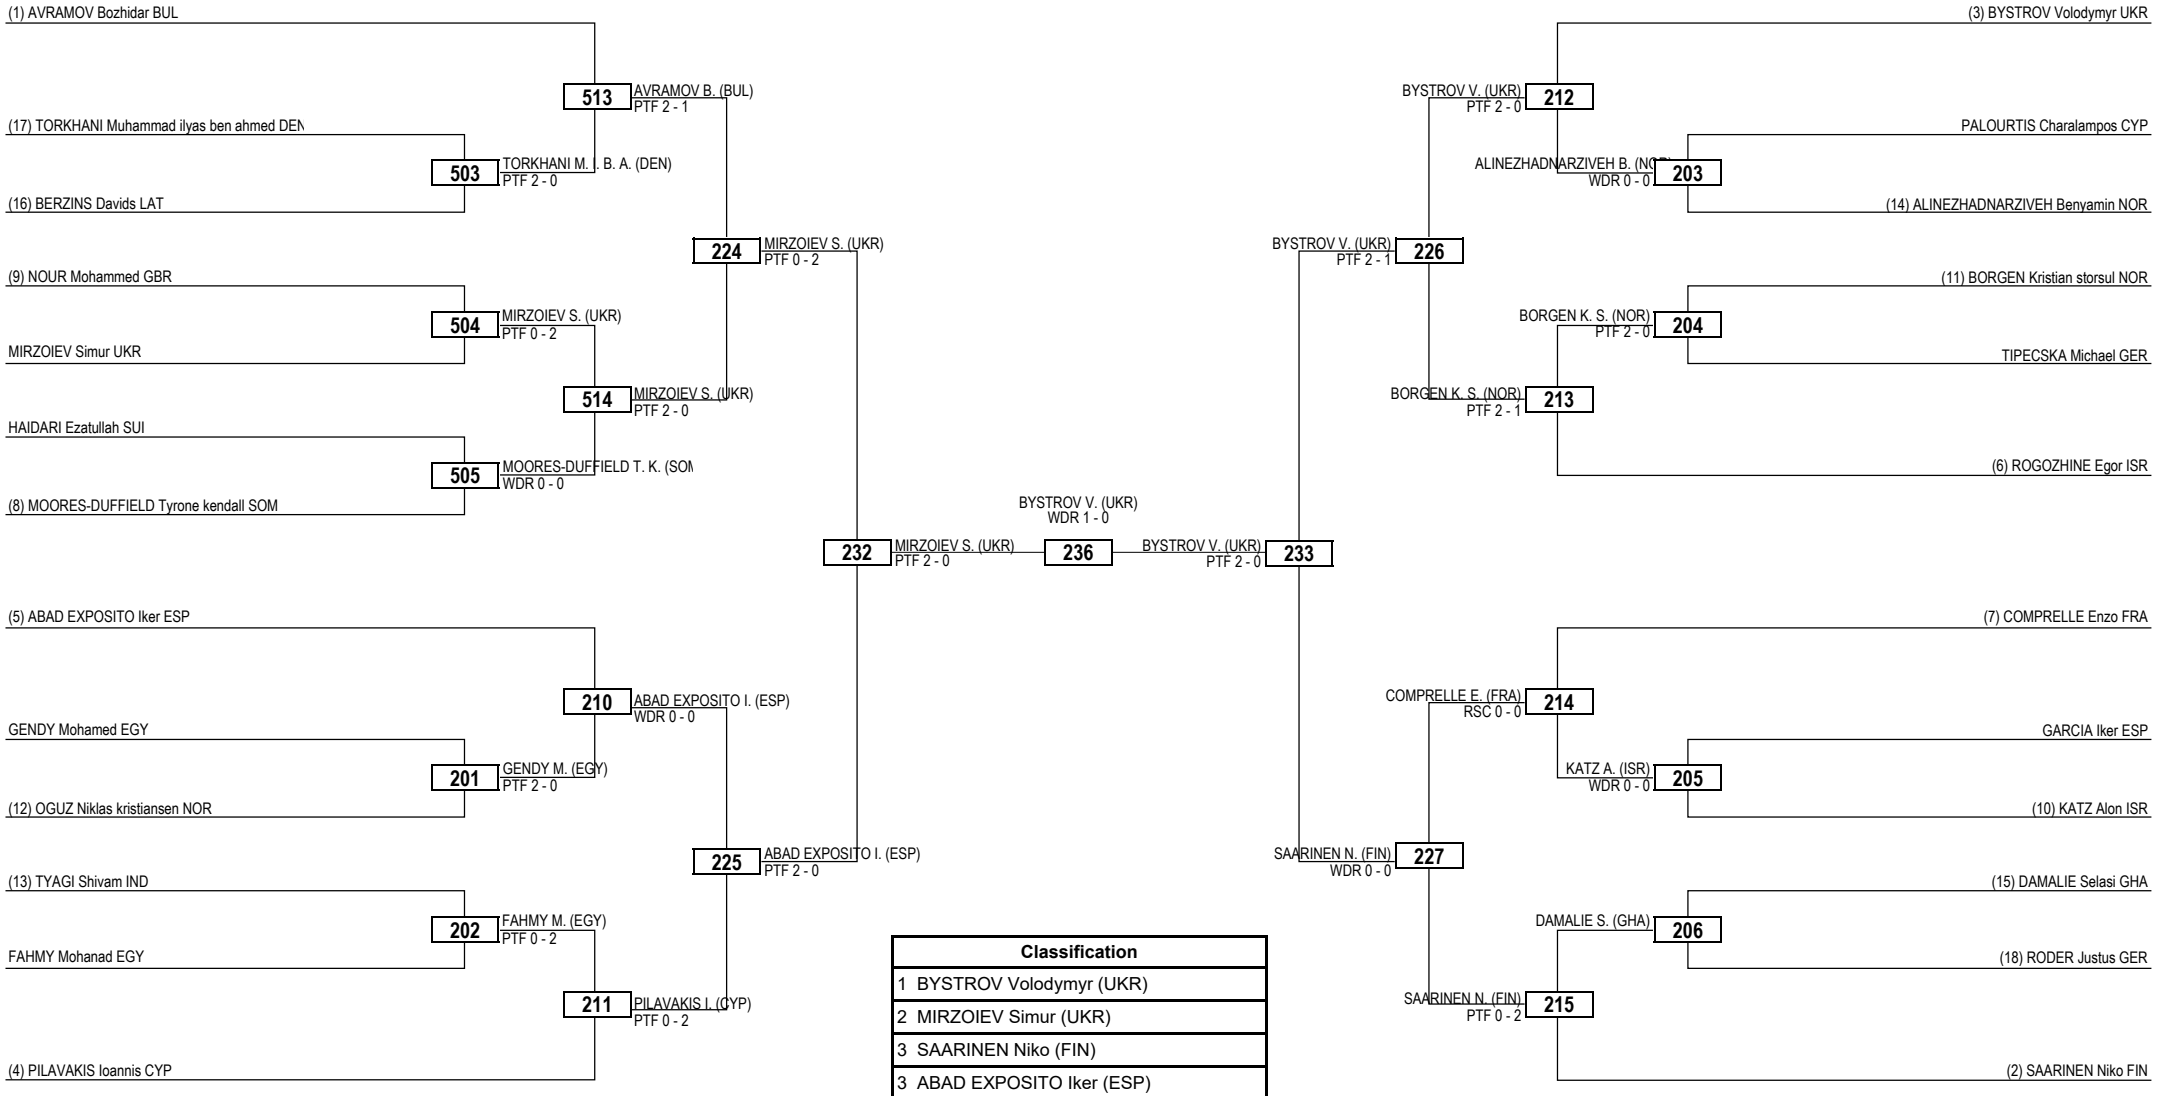 (1) AVRAMOV Bozhidar BUL
(3) BYSTROV Volodymyr UKR
513
AVRAMOV B. (BUL)
PTF 2 - 1
BYSTROV V. (UKR)
PTF 2 - 0
212
(17) TORKHANI Muhammad ilyas ben ahmed DEN
PALOURTIS Charalampos CYP
503
TORKHANI M. I. B. A. (DEN)
PTF 2 - 0
ALINEZHADNARZIVEH B. (NOR
WDR 0 - 0
203
(16) BERZINS Davids LAT
(14) ALINEZHADNARZIVEH Benyamin NOR
224
MIRZOIEV S. (UKR)
PTF 0 - 2
BYSTROV V. (UKR)
PTF 2 - 1
226
(9) NOUR Mohammed GBR
(11) BORGEN Kristian storsul NOR
504
MIRZOIEV S. (UKR)
PTF 0 - 2
BORGEN K. S. (NOR)
PTF 2 - 0
204
MIRZOIEV Simur UKR
TIPECSKA Michael GER
514
MIRZOIEV S. (UKR)
PTF 2 - 0
BORGEN K. S. (NOR)
PTF 2 - 1
213
HAIDARI Ezatullah SUI
505
MOORES-DUFFIELD T. K. (SOM
WDR 0 - 0
(6) ROGOZHINE Egor ISR
(8) MOORES-DUFFIELD Tyrone kendall SOM
BYSTROV V. (UKR)
WDR 1 - 0
232
MIRZOIEV S. (UKR)
PTF 2 - 0
236
BYSTROV V. (UKR)
PTF 2 - 0
233
(5) ABAD EXPOSITO Iker ESP
(7) COMPRELLE Enzo FRA
210
ABAD EXPOSITO I. (ESP)
WDR 0 - 0
COMPRELLE E. (FRA)
RSC 0 - 0
214
GENDY Mohamed EGY
GARCIA Iker ESP
201
GENDY M. (EGY)
PTF 2 - 0
KATZ A. (ISR)
WDR 0 - 0
205
(12) OGUZ Niklas kristiansen NOR
(10) KATZ Alon ISR
225
ABAD EXPOSITO I. (ESP)
PTF 2 - 0
SAARINEN N. (FIN)
WDR 0 - 0
227
(13) TYAGI Shivam IND
(15) DAMALIE Selasi GHA
202
FAHMY M. (EGY)
PTF 0 - 2
DAMALIE S. (GHA)
206
FAHMY Mohanad EGY
(18) RODER Justus GER
211
PILAVAKIS I. (CYP)
PTF 0 - 2
SAARINEN N. (FIN)
PTF 0 - 2
215
(4) PILAVAKIS Ioannis CYP
(2) SAARINEN Niko FIN
Classification
1 BYSTROV Volodymyr (UKR)
2 MIRZOIEV Simur (UKR)
3 SAARINEN Niko (FIN)
3 ABAD EXPOSITO Iker (ESP)